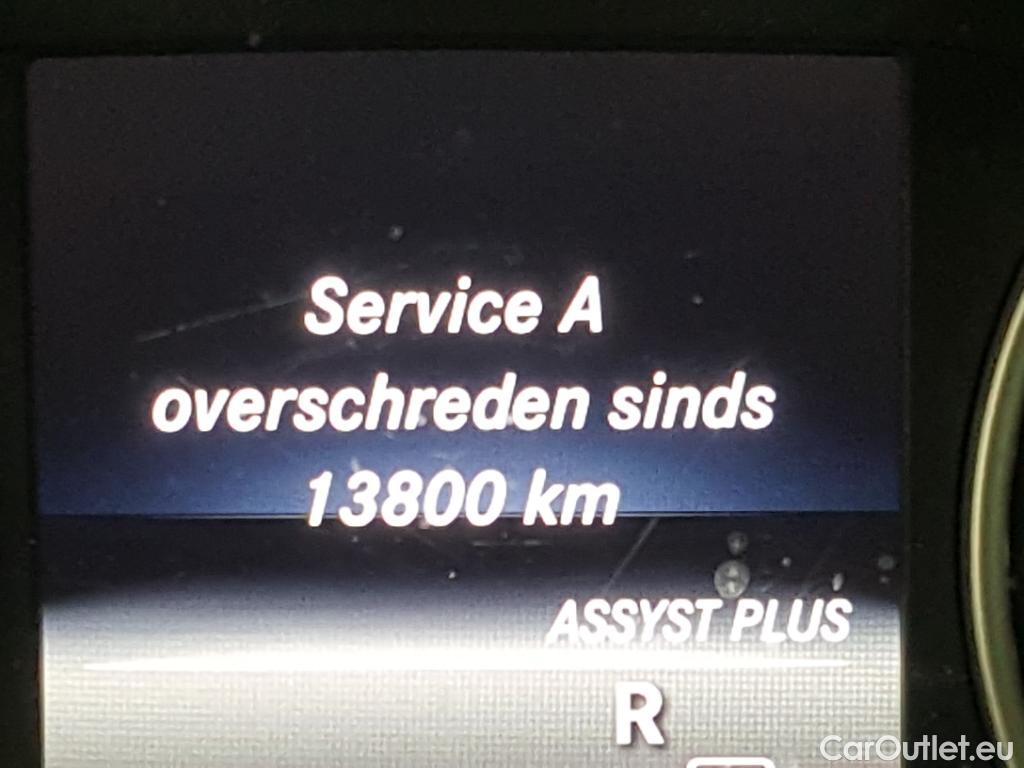 Service A
overschreden sinds
13800 km
ASSYST PLUS
R
CarOutlet.eu